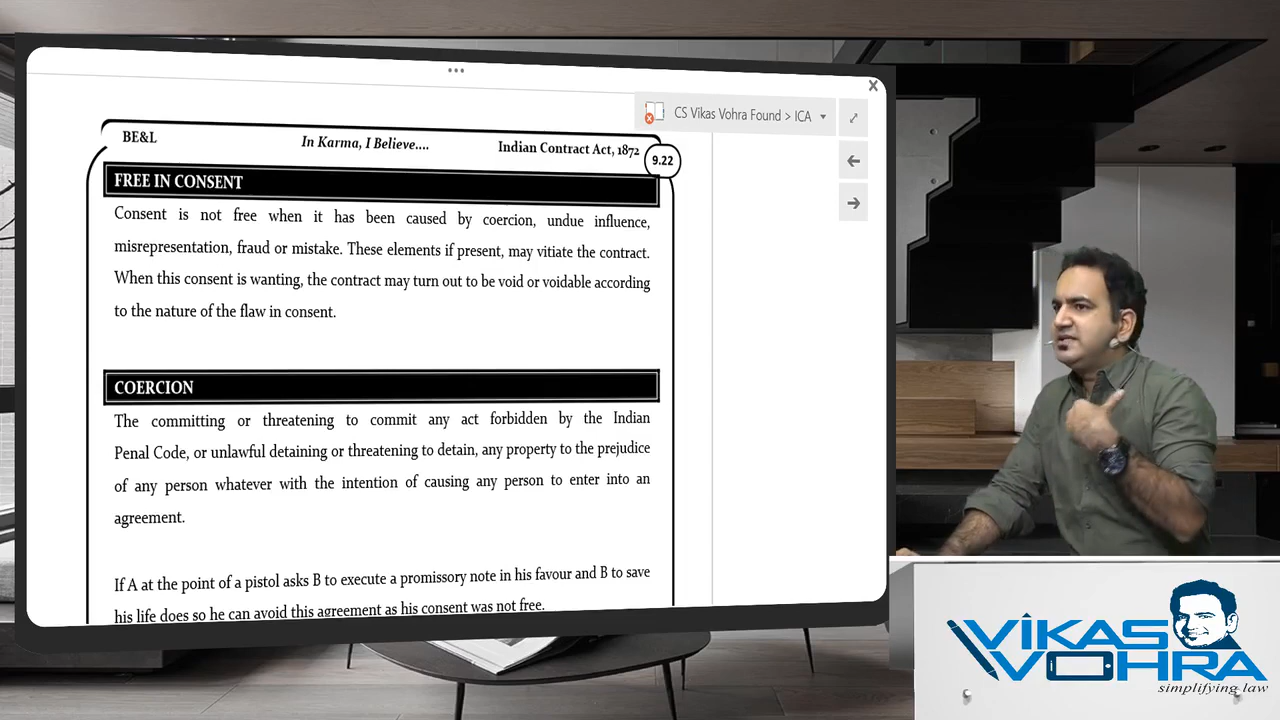 CS Vikas Vohra Found > ICA
BE&L In Karma, I Believe.... Indian Contract Act, 1872 9.22
FREE IN CONSENT
Consent is not free when it has been caused by coercion, undue influence,
misrepresentation, fraud or mistake. These elements if present, may vitiate the contract.
When this consent is wanting, the contract may turn out to be void or voidable according
to the nature of the flaw in consent.
COERCION
The committing or threatening to commit any act forbidden by the Indian
Penal Code, or unlawful detaining or threatening to detain, any property to the prejudice
of any person whatever with the intention of causing any person to enter into an
agreement.
If A at the point of a pistol asks B to execute a promissory note in his favour and B to save
his life does so he can avoid this agreement as his consent was not free.
VIKAS
VOHRA
simplifying law